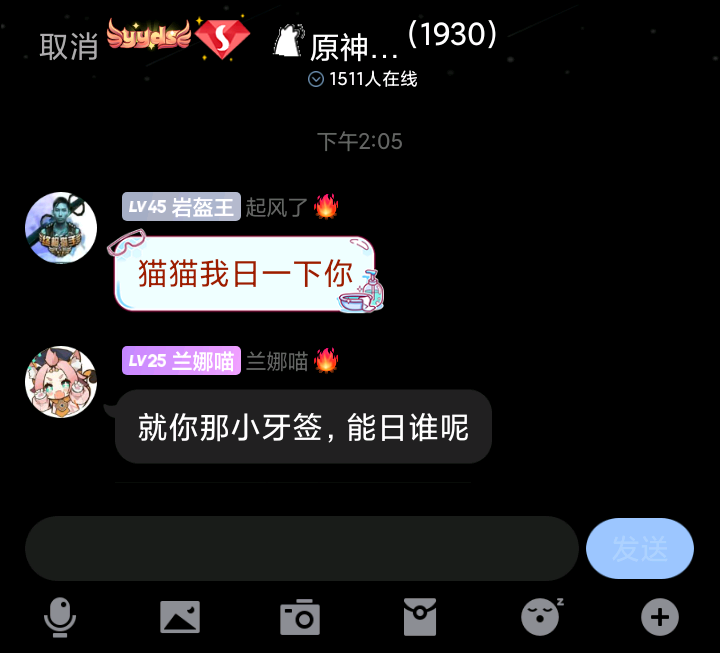 取消 yyds S 原神... (1930)
1511人在线
下午2:05
LV45 岩盔王 起风了
猫猫我日一下你
LV25 兰娜喵 兰娜喵
就你那小牙签，能日谁呢
发送
z